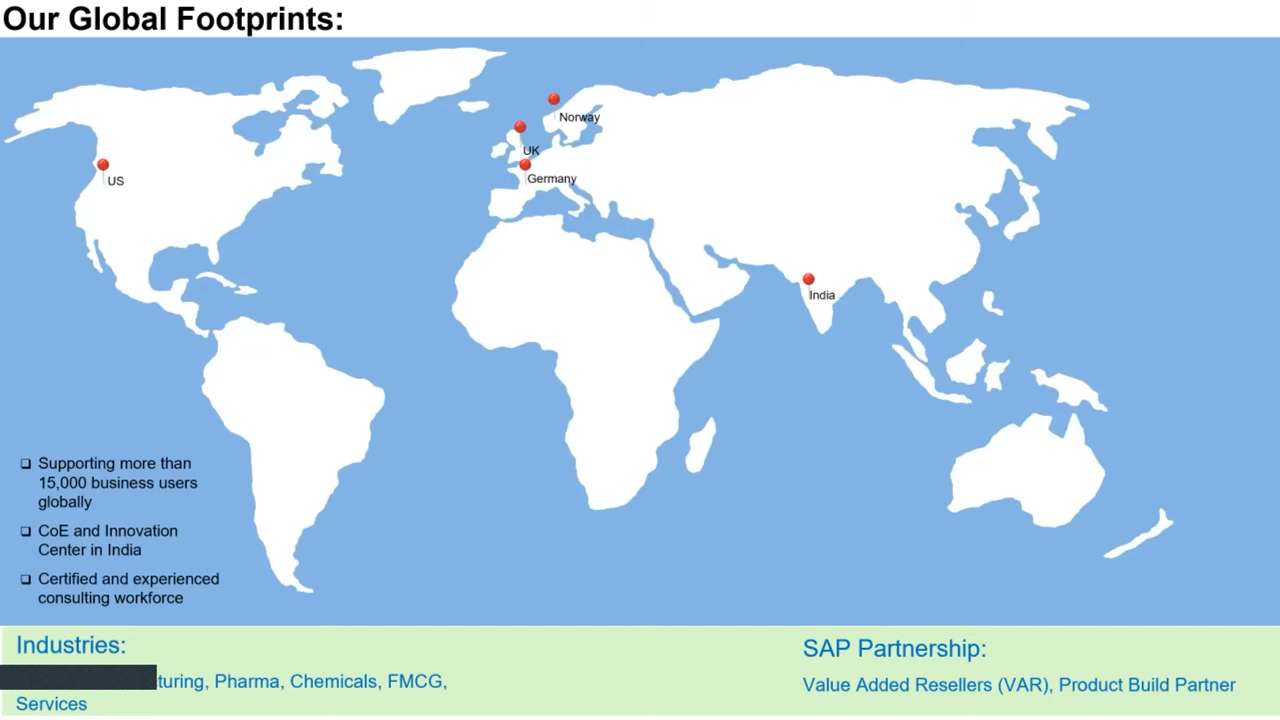 Our Global Footprints:
Norway
UK
US
Germany
India
❑ Supporting more than
15,000 business users
globally
❑ CoE and Innovation
Center in India
❑ Certified and experienced
consulting workforce
Industries:
turing, Pharma, Chemicals, FMCG,
Services
SAP Partnership:
Value Added Resellers (VAR), Product Build Partner